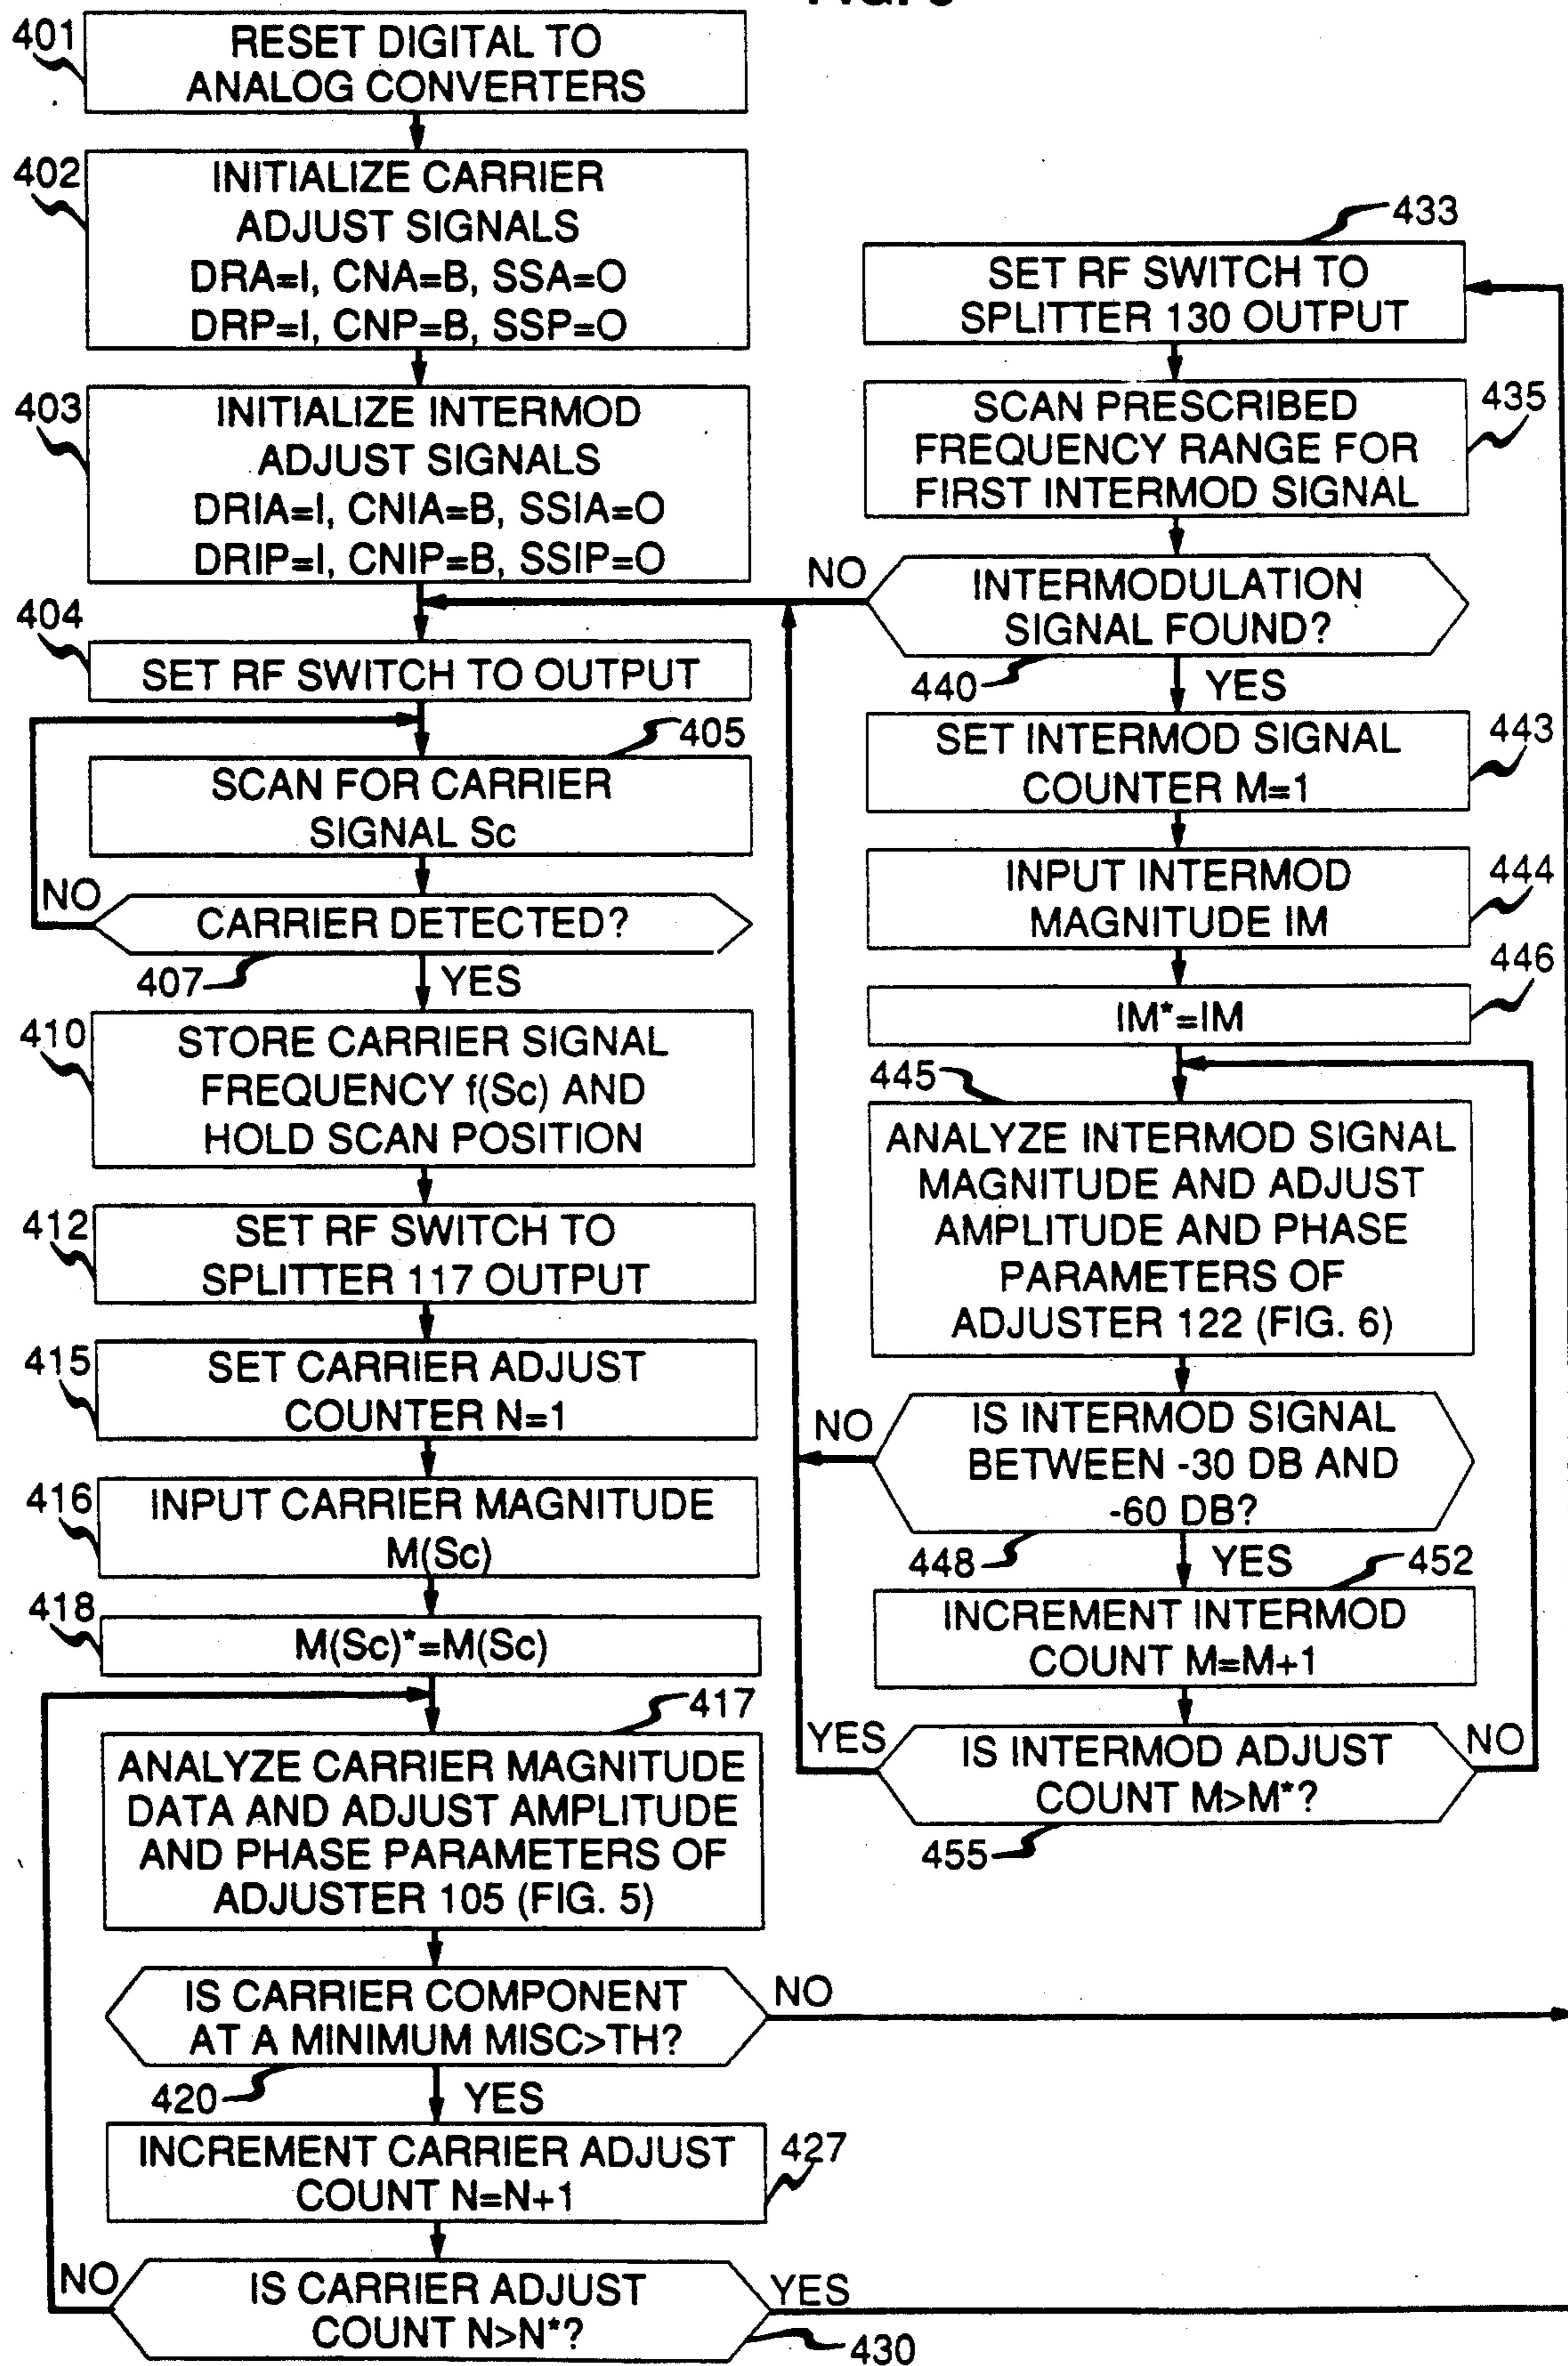 401
RESET DIGITAL TO
ANALOG CONVERTERS
402
INITIALIZE CARRIER
ADJUST SIGNALS
DRA=I, CNA=B, SSA=O
DRP=I, CNP=B, SSP=O
403
INITIALIZE INTERMOD
ADJUST SIGNALS
DRIA=I, CNIA=B, SSIA=O
DRIP=I, CNIP=B, SSIP=O
404
SET RF SWITCH TO OUTPUT
405
SCAN FOR CARRIER
SIGNAL Sc
NO
CARRIER DETECTED?
407
YES
410
STORE CARRIER SIGNAL
FREQUENCY f(Sc) AND
HOLD SCAN POSITION
412
SET RF SWITCH TO
SPLITTER 117 OUTPUT
415
SET CARRIER ADJUST
COUNTER N=1
416
INPUT CARRIER MAGNITUDE
M(Sc)
418
M(Sc)*=M(Sc)
417
ANALYZE CARRIER MAGNITUDE
DATA AND ADJUST AMPLITUDE
AND PHASE PARAMETERS OF
ADJUSTER 105 (FIG. 5)
IS CARRIER COMPONENT
AT A MINIMUM MISC>TH?
NO
420
YES
INCREMENT CARRIER ADJUST
COUNT N=N+1
427
NO
IS CARRIER ADJUST
COUNT N>N*?
YES
430
433
SET RF SWITCH TO
SPLITTER 130 OUTPUT
SCAN PRESCRIBED
FREQUENCY RANGE FOR
FIRST INTERMOD SIGNAL
435
NO
INTERMODULATION
SIGNAL FOUND?
440
YES
SET INTERMOD SIGNAL
COUNTER M=1
443
INPUT INTERMOD
MAGNITUDE IM
444
446
IM*=IM
445
ANALYZE INTERMOD SIGNAL
MAGNITUDE AND ADJUST
AMPLITUDE AND PHASE
PARAMETERS OF
ADJUSTER 122 (FIG. 6)
NO
IS INTERMOD SIGNAL
BETWEEN -30 DB AND
-60 DB?
448
YES
452
INCREMENT INTERMOD
COUNT M=M+1
YES
IS INTERMOD ADJUST
COUNT M>M*?
NO
455